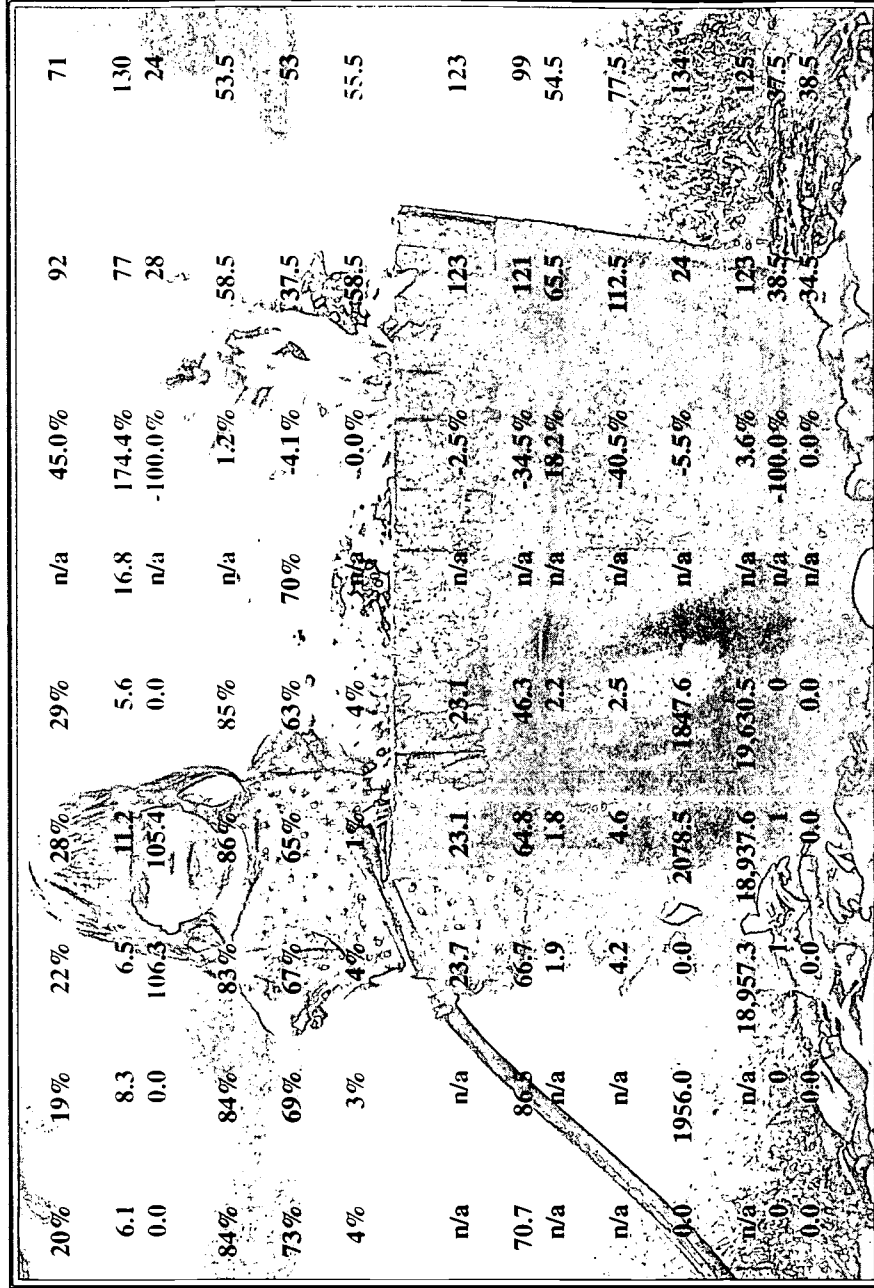 20% 19% 22% 28% 29% n/a 45.0% 92 71
6.1 8.3 6.5 11.2 5.6 16.8 174.4% 77 130
0.0 0.0 106.3 105.4 0.0 n/a -100.0% 28 24
84% 84% 83% 86% 85% n/a 1.2% 58.5 53.5
73% 69% 67% 65% 63% 70% -4.1% 37.5 53
4% 3% 4% 1% 4% n/a -0.0% 58.5 55.5
n/a n/a 23.7 23.1 23.1 n/a -2.5% 123 123
70.7 86.5 66.7 64.8 46.3 n/a -34.5% 121 99
n/a n/a 1.9 1.8 2.2 n/a 18.2% 65.5 54.5
n/a n/a 4.2 4.6 2.5 n/a -40.5% 112.5 77.5
0.0 1956.0 0.0 2078.5 1847.6 n/a -5.5% 24 134
n/a n/a 18,957.3 18,937.6 19,630.5 n/a 3.6% 123 125
0 0 1 1 0 n/a -100.0% 38.5 37.5
0.0 0.0 0.0 0.0 0.0 n/a 0.0% 34.5 38.5